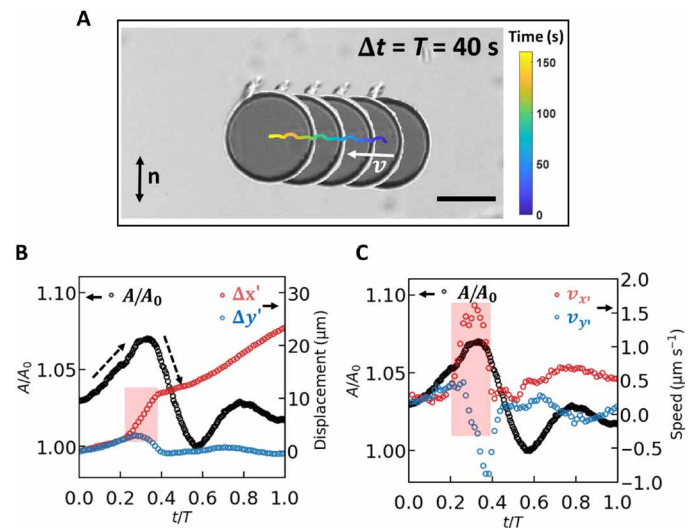 A
Δt = T = 40 s
Time (s)
150
100
50
0
n
v
B
C
1.10
1.05
1.00
A/A₀
A/A₀
Δx'
Δy'
30
20
10
0
Displacement (μm)
0.0 0.2 0.4 0.6 0.8 1.0
t/T
1.10
1.05
1.00
A/A₀
A/A₀
vₓ'
v_y'
2.0
1.5
1.0
0.5
0.0
−0.5
−1.0
Speed (μm s⁻¹)
0.0 0.2 0.4 0.6 0.8 1.0
t/T